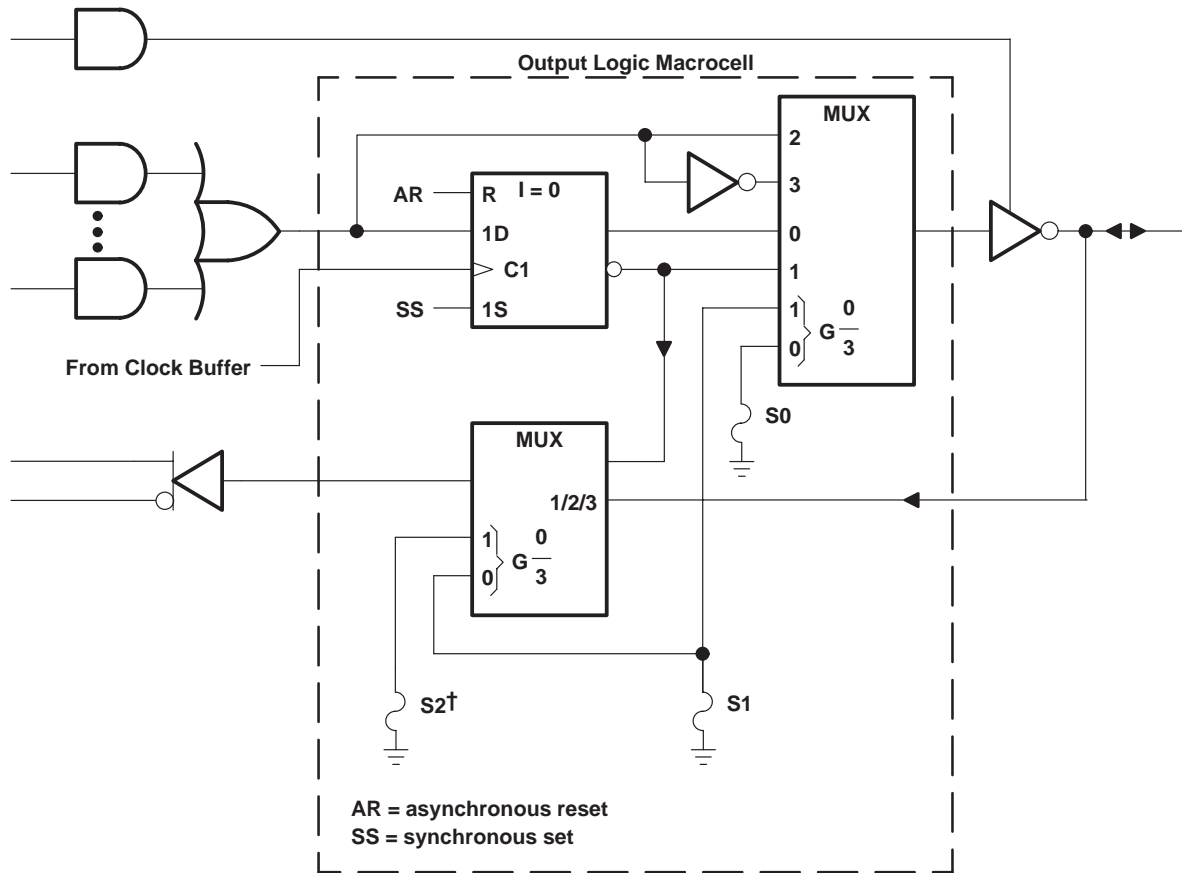 Output Logic Macrocell
MUX
2
3
0
1
1
0
G 0
3
AR
R
I = 0
1D
C1
SS
1S
From Clock Buffer
S0
MUX
1/2/3
1
0
G 0
3
S2†
S1
AR = asynchronous reset
SS = synchronous set